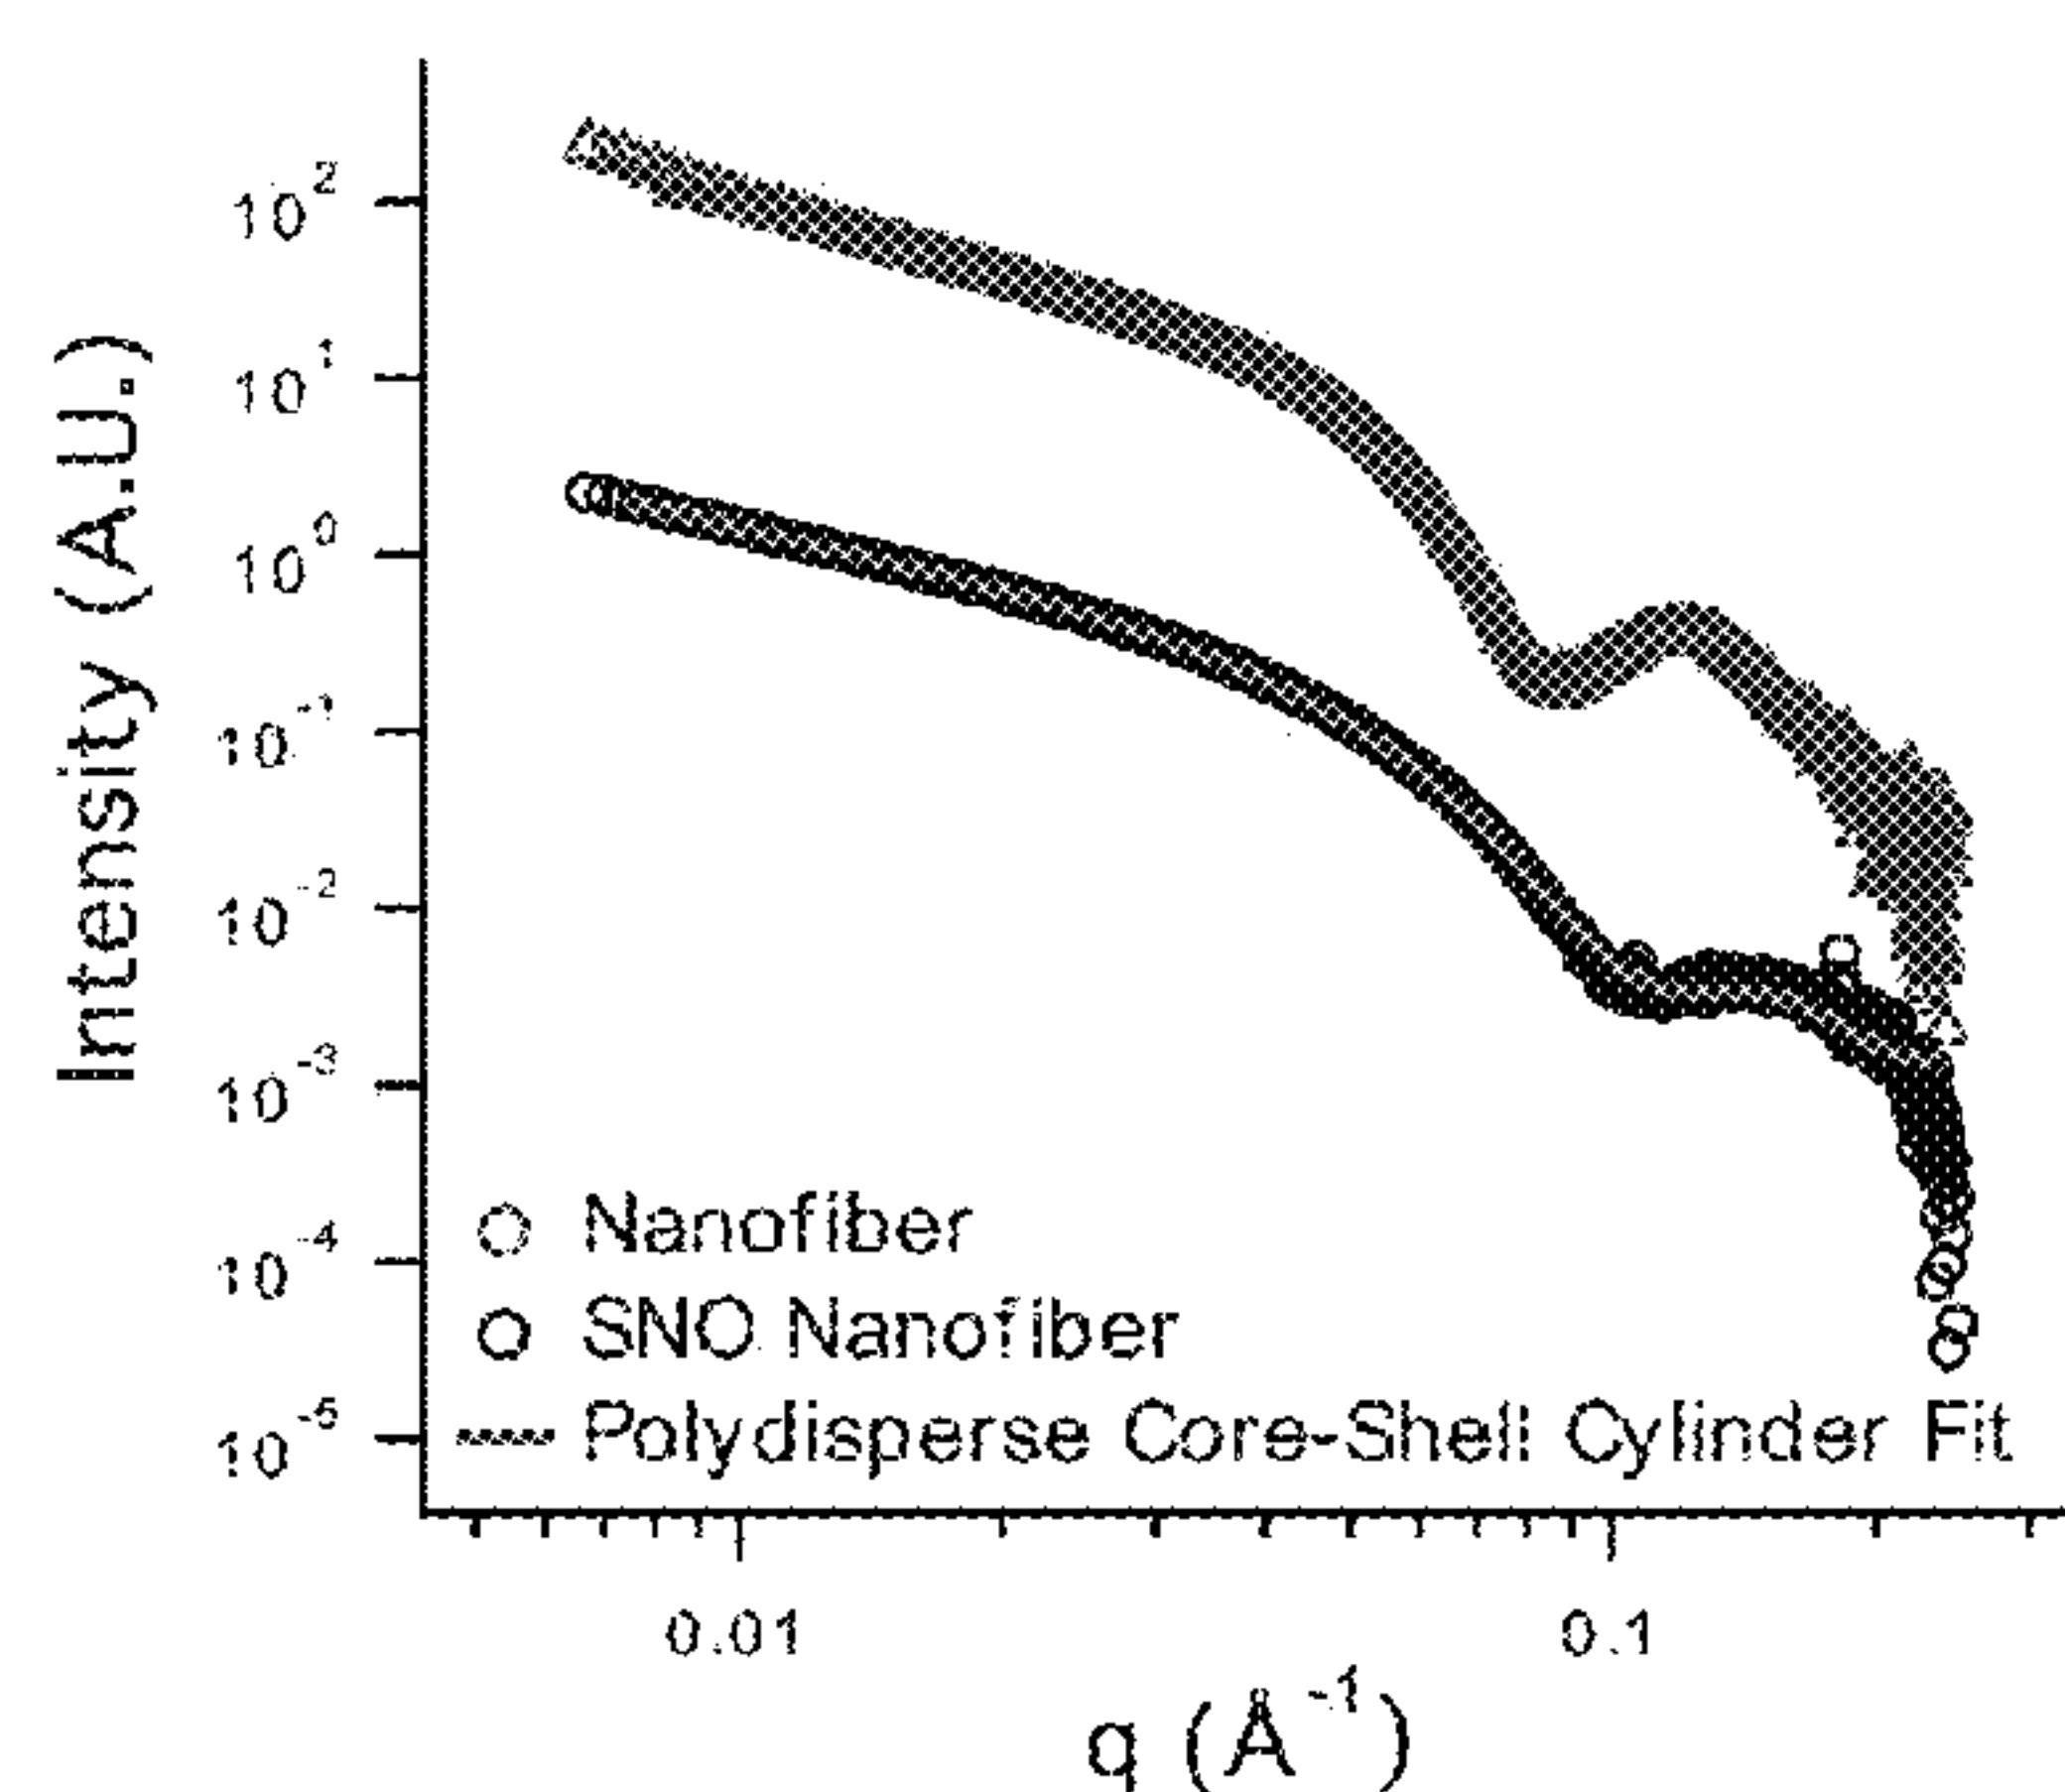 Intensity (A.U.)
10^2
10^1
10^0
10^-1
10^-2
10^-3
10^-4
10^-5
Nanofiber
SNO Nanofiber
Polydisperse Core-Shell Cylinder Fit
0.01 0.1
q (Å^-1)